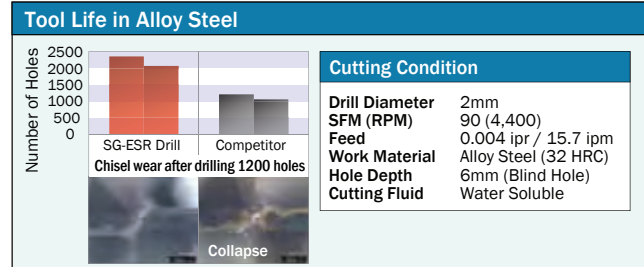 Tool Life in Alloy Steel
Number of Holes
2500
2000
1500
1000
500
0
SG-ESR Drill Competitor
Chisel wear after drilling 1200 holes
Collapse
Cutting Condition
Drill Diameter 2mm
SFM (RPM) 90 (4,400)
Feed 0.004 ipr / 15.7 ipm
Work Material Alloy Steel (32 HRC)
Hole Depth 6mm (Blind Hole)
Cutting Fluid Water Soluble